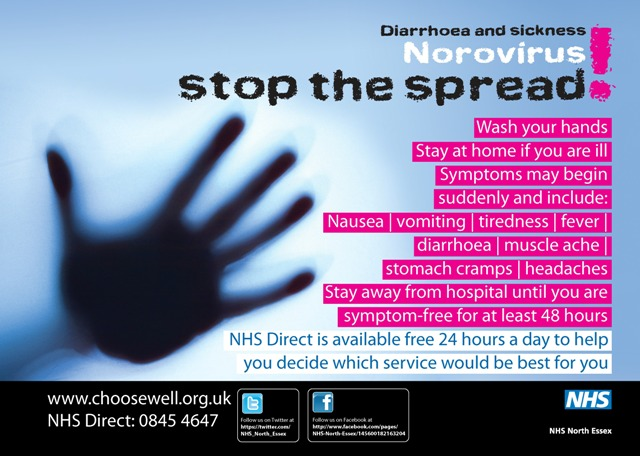 Diarrhoea and sickness
Norovirus
stop the spread!
Wash your hands
Stay at home if you are ill
Symptoms may begin
suddenly and include:
Nausea | vomiting | tiredness | fever |
diarrhoea | muscle ache |
stomach cramps | headaches
Stay away from hospital until you are
symptom-free for at least 48 hours
NHS Direct is available free 24 hours a day to help
you decide which service would be best for you
www.choosewell.org.uk
NHS Direct: 0845 4647
Follow us on Twitter at
https://twitter.com/
NHS_North_Essex
Follow us on Facebook at
http://www.facebook.com/pages/
NHS-North-Essex/145600182163204
NHS
NHS North Essex